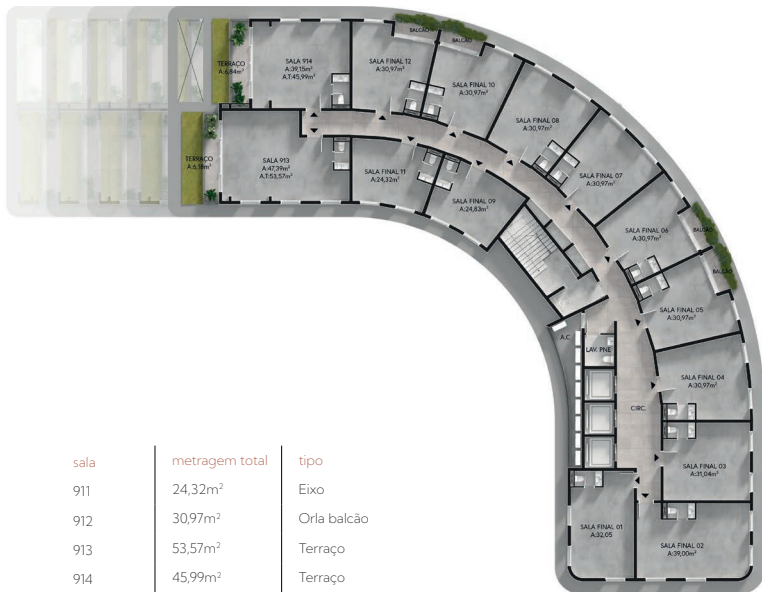 BALCÃO
BALCÃO
TERRAÇO
A:6,84m²
SALA 914
A:39,15m²
A.T:45,99m²
SALA FINAL 12
A:30,97m²
SALA FINAL 10
A:30,97m²
SALA FINAL 08
A:30,97m²
TERRAÇO
A:6,18m²
SALA 913
A:47,39m²
A.T:53,57m²
SALA FINAL 11
A:24,32m²
SALA FINAL 09
A:24,83m²
SALA FINAL 07
A:30,97m²
SALA FINAL 06
A:30,97m²
BALCÃO
BALCÃO
SALA FINAL 05
A:30,97m²
A.C
LAV. PNE
SALA FINAL 04
A:30,97m²
CIRC.
SALA FINAL 03
A:31,04m²
SALA FINAL 01
A:32,05
SALA FINAL 02
A:39,00m²
sala metragem total tipo
911 24,32m² Eixo
912 30,97m² Orla balcão
913 53,57m² Terraço
914 45,99m² Terraço